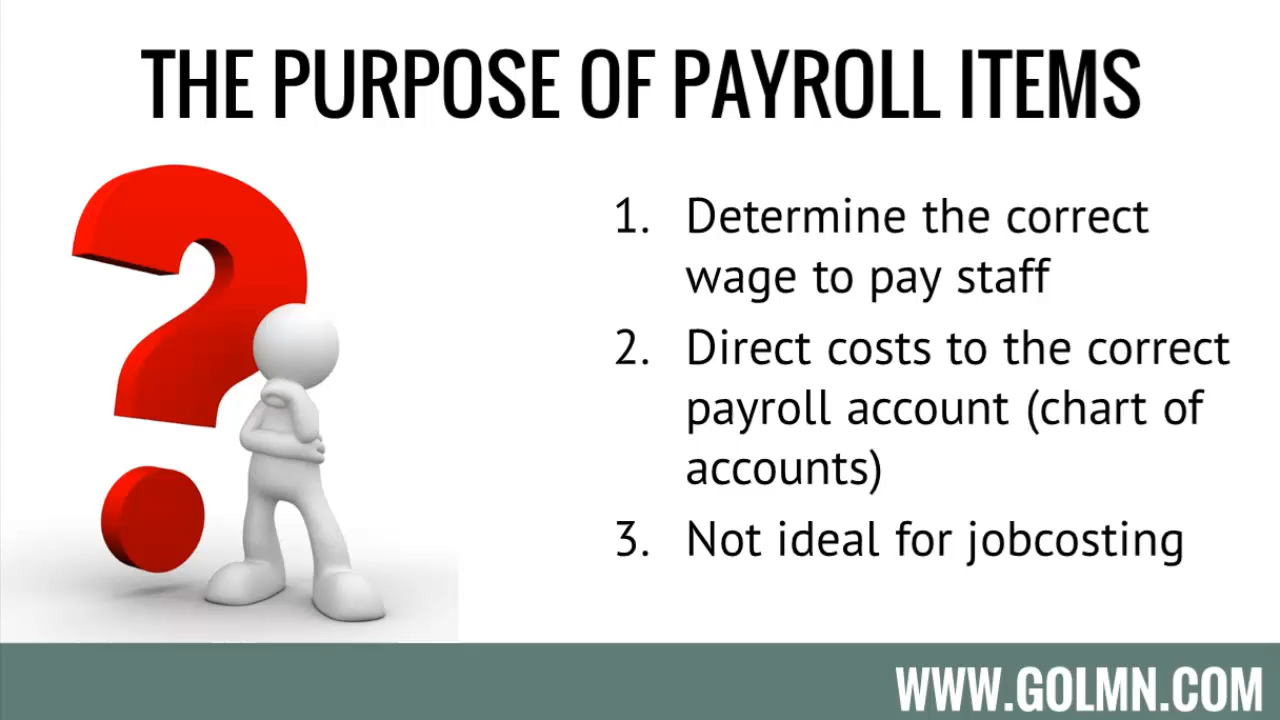 THE PURPOSE OF PAYROLL ITEMS
1. Determine the correct
wage to pay staff
2. Direct costs to the correct
payroll account (chart of
accounts)
3. Not ideal for jobcosting
WWW.GOLMN.COM